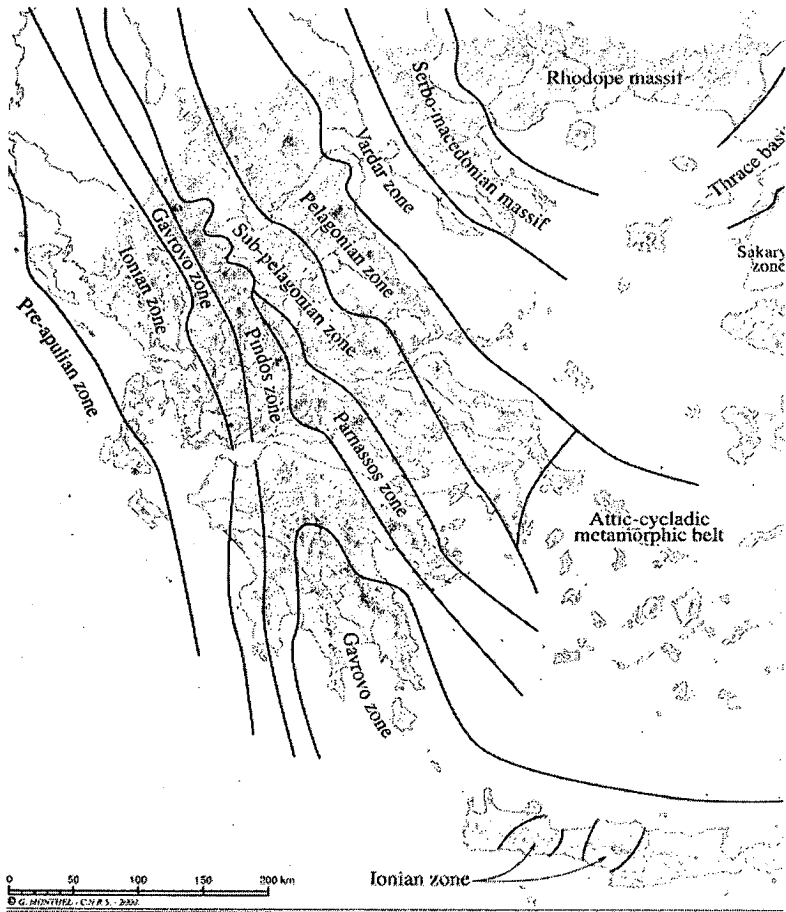 Rhodope massif
Serbo-macedonian massif
Vardar zone
Thrace basi
Sakary
zone
Pelagonian zone
Sub-pelagonian zone
Gavrovo zone
Ionian zone
Pre-apulian zone
Pindos zone
Parnassos zone
Attic-cycladic
metamorphic belt
Gavrovo zone
Ionian zone
0 50 100 150 200 km
© G. MONTHEL - C.N.R.S. - 2000